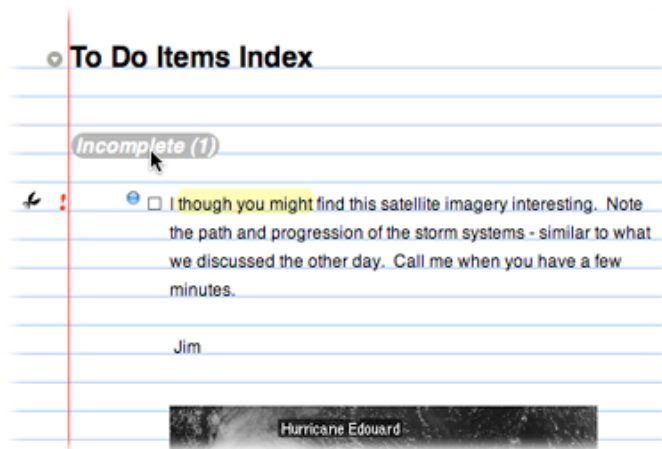 To Do Items Index
Incomplete (1)
! I though you might find this satellite imagery interesting. Note
the path and progression of the storm systems - similar to what
we discussed the other day. Call me when you have a few
minutes.
Jim
Hurricane Edouard